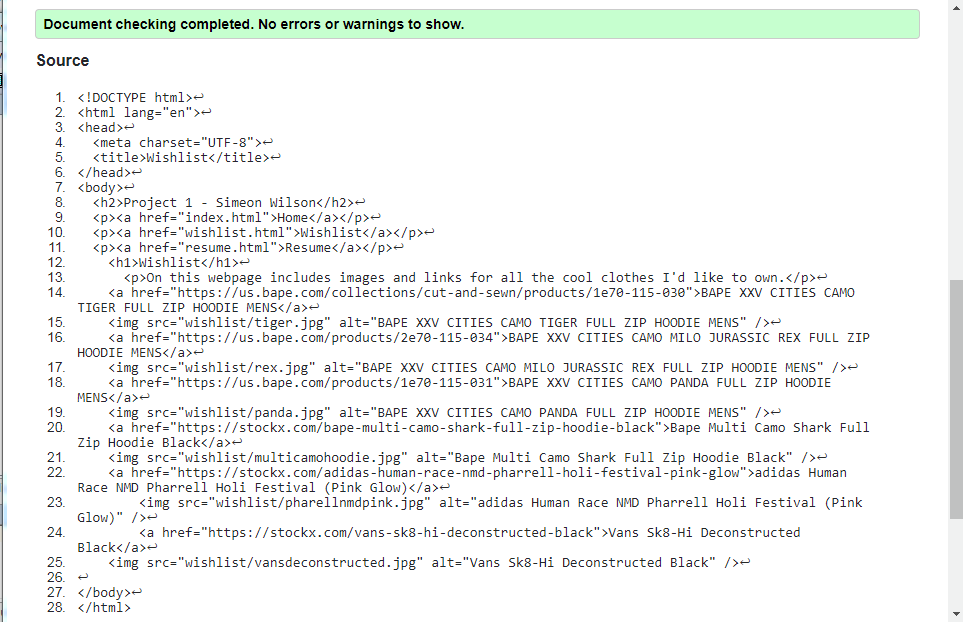 Document checking completed. No errors or warnings to show.
Source
1. <!DOCTYPE html>↩
2. <html lang="en">↩
3. <head>↩
4.   <meta charset="UTF-8">↩
5.   <title>Wishlist</title>↩
6. </head>↩
7. <body>↩
8.   <h2>Project 1 - Simeon Wilson</h2>↩
9.   <p><a href="index.html">Home</a></p>↩
10.   <p><a href="wishlist.html">Wishlist</a></p>↩
11.   <p><a href="resume.html">Resume</a></p>↩
12.     <h1>Wishlist</h1>↩
13.       <p>On this webpage includes images and links for all the cool clothes I'd like to own.</p>↩
14.     <a href="https://us.bape.com/collections/cut-and-sewn/products/1e70-115-030">BAPE XXV CITIES CAMO
TIGER FULL ZIP HOODIE MENS</a>↩
15.     <img src="wishlist/tiger.jpg" alt="BAPE XXV CITIES CAMO TIGER FULL ZIP HOODIE MENS" />↩
16.     <a href="https://us.bape.com/products/2e70-115-034">BAPE XXV CITIES CAMO MILO JURASSIC REX FULL ZIP
HOODIE MENS</a>↩
17.     <img src="wishlist/rex.jpg" alt="BAPE XXV CITIES CAMO MILO JURASSIC REX FULL ZIP HOODIE MENS" />↩
18.     <a href="https://us.bape.com/products/1e70-115-031">BAPE XXV CITIES CAMO PANDA FULL ZIP HOODIE
MENS</a>↩
19.     <img src="wishlist/panda.jpg" alt="BAPE XXV CITIES CAMO PANDA FULL ZIP HOODIE MENS" />↩
20.     <a href="https://stockx.com/bape-multi-camo-shark-full-zip-hoodie-black">Bape Multi Camo Shark Full
Zip Hoodie Black</a>↩
21.     <img src="wishlist/multicamohoodie.jpg" alt="Bape Multi Camo Shark Full Zip Hoodie Black" />↩
22.     <a href="https://stockx.com/adidas-human-race-nmd-pharrell-holi-festival-pink-glow">adidas Human
Race NMD Pharrell Holi Festival (Pink Glow)</a>↩
23.         <img src="wishlist/pharellnmdpink.jpg" alt="adidas Human Race NMD Pharrell Holi Festival (Pink
Glow)" />↩
24.         <a href="https://stockx.com/vans-sk8-hi-deconstructed-black">Vans Sk8-Hi Deconstructed
Black</a>↩
25.     <img src="wishlist/vansdeconstructed.jpg" alt="Vans Sk8-Hi Deconstructed Black" />↩
26. ↩
27. </body>↩
28. </html>